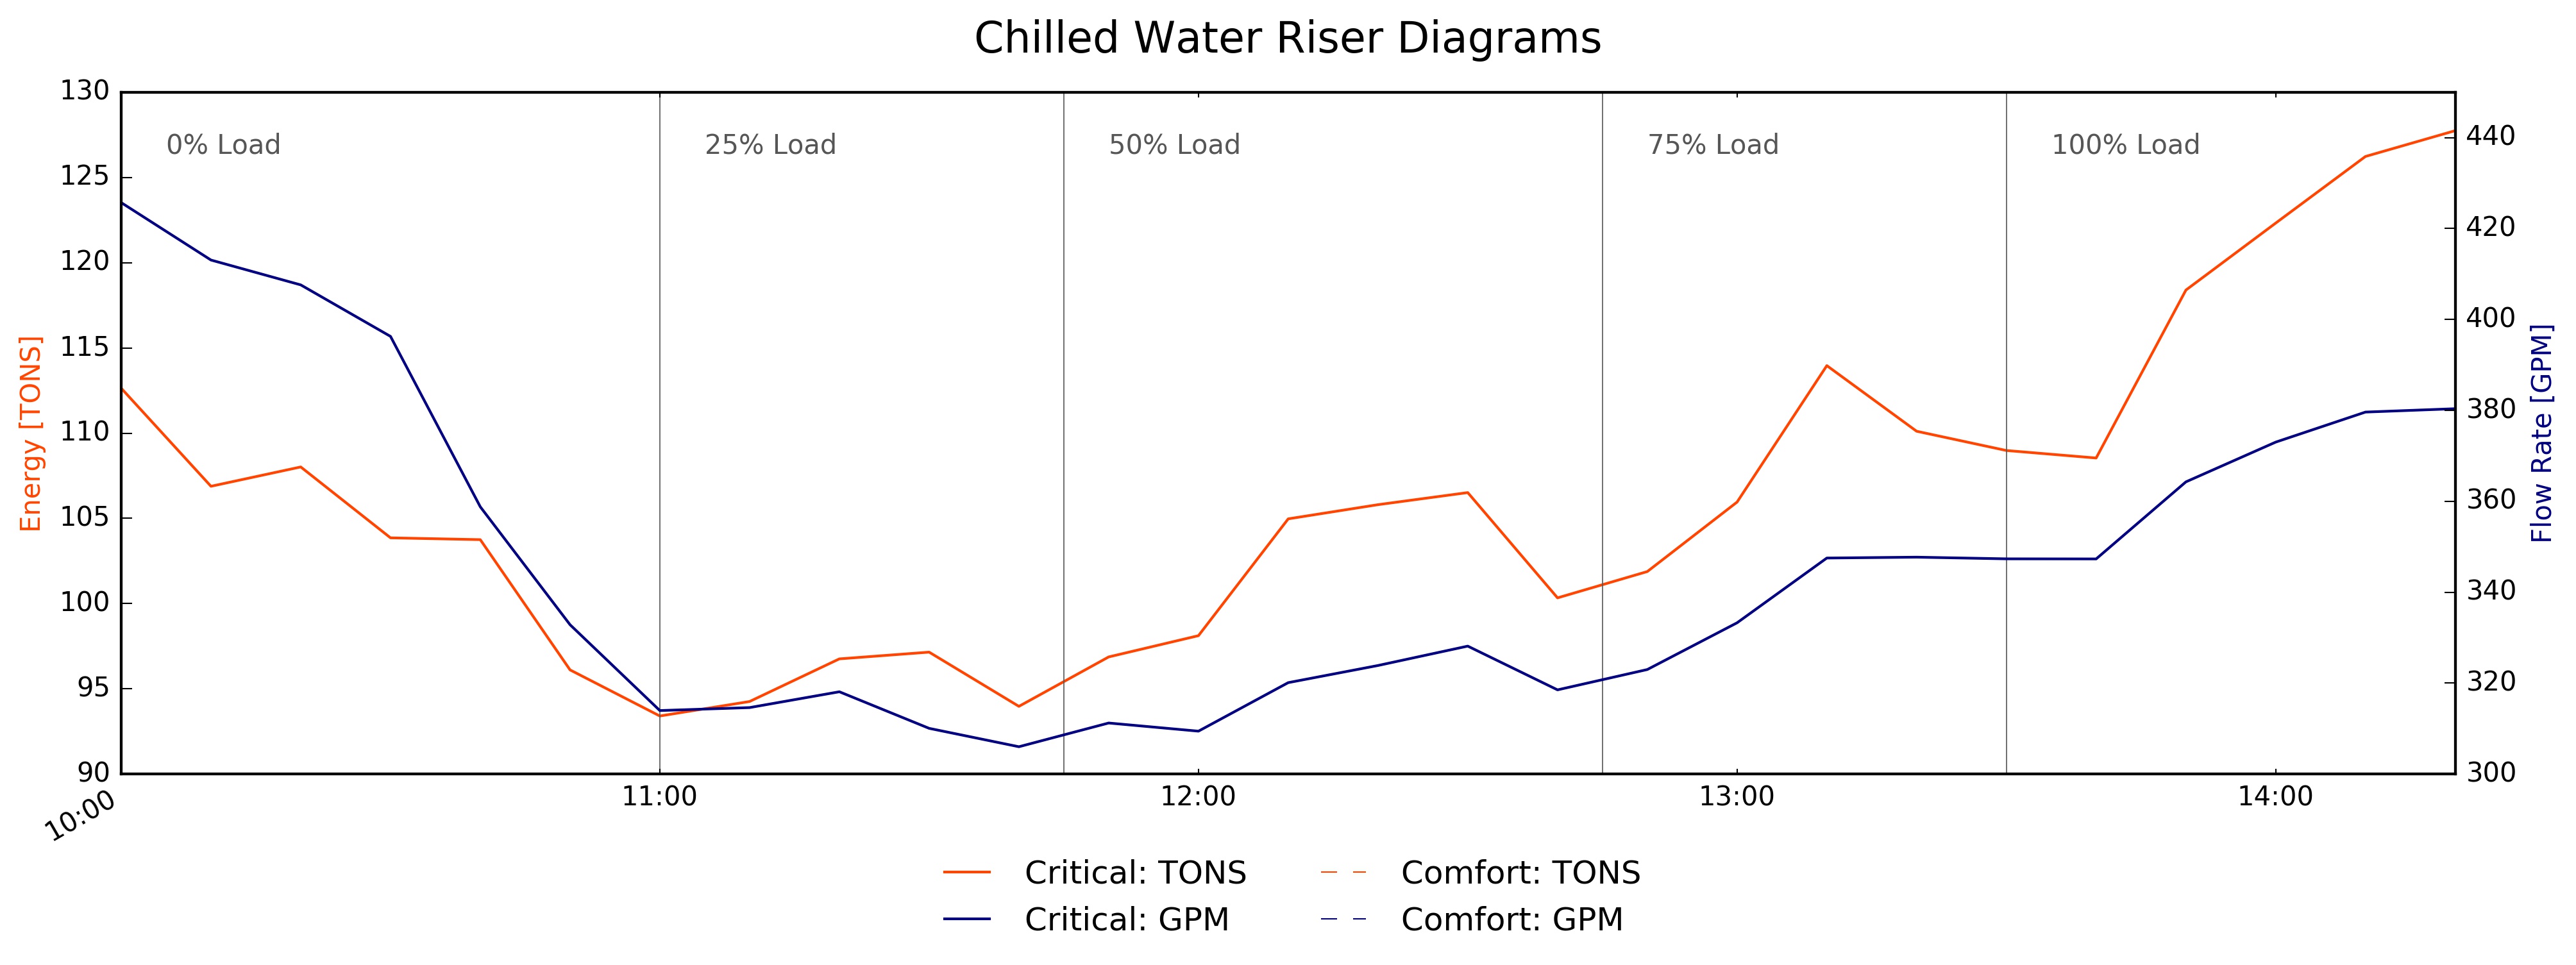 Chilled Water Riser Diagrams
130
125
120
115
110
105
100
95
90
Energy [TONS]
0% Load
25% Load
50% Load
75% Load
100% Load
440
420
400
380
360
340
320
300
Flow Rate [GPM]
10:00
11:00
12:00
13:00
14:00
Critical: TONS
Critical: GPM
Comfort: TONS
Comfort: GPM